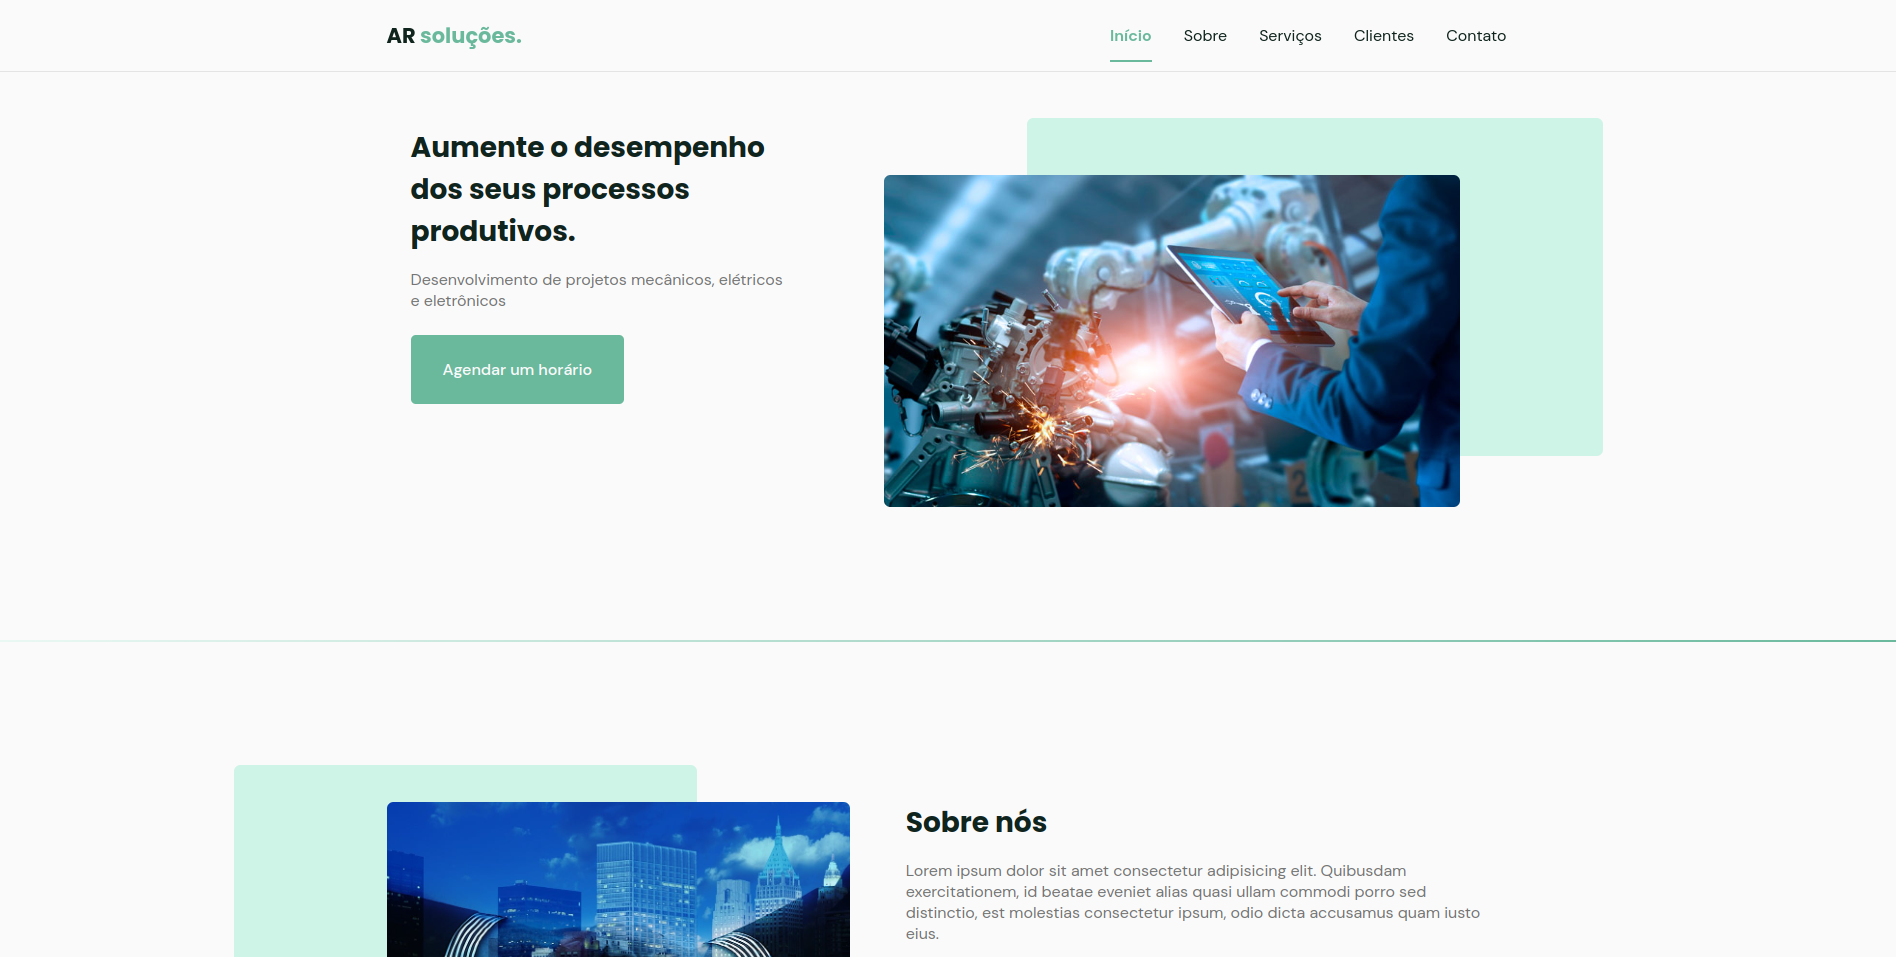 AR soluções.
Início Sobre Serviços Clientes Contato
Aumente o desempenho
dos seus processos
produtivos.
Desenvolvimento de projetos mecânicos, elétricos
e eletrônicos
Agendar um horário
2
Sobre nós
Lorem ipsum dolor sit amet consectetur adipisicing elit. Quibusdam
exercitationem, id beatae eveniet alias quasi ullam commodi porro sed
distinctio, est molestias consectetur ipsum, odio dicta accusamus quam iusto
eius.